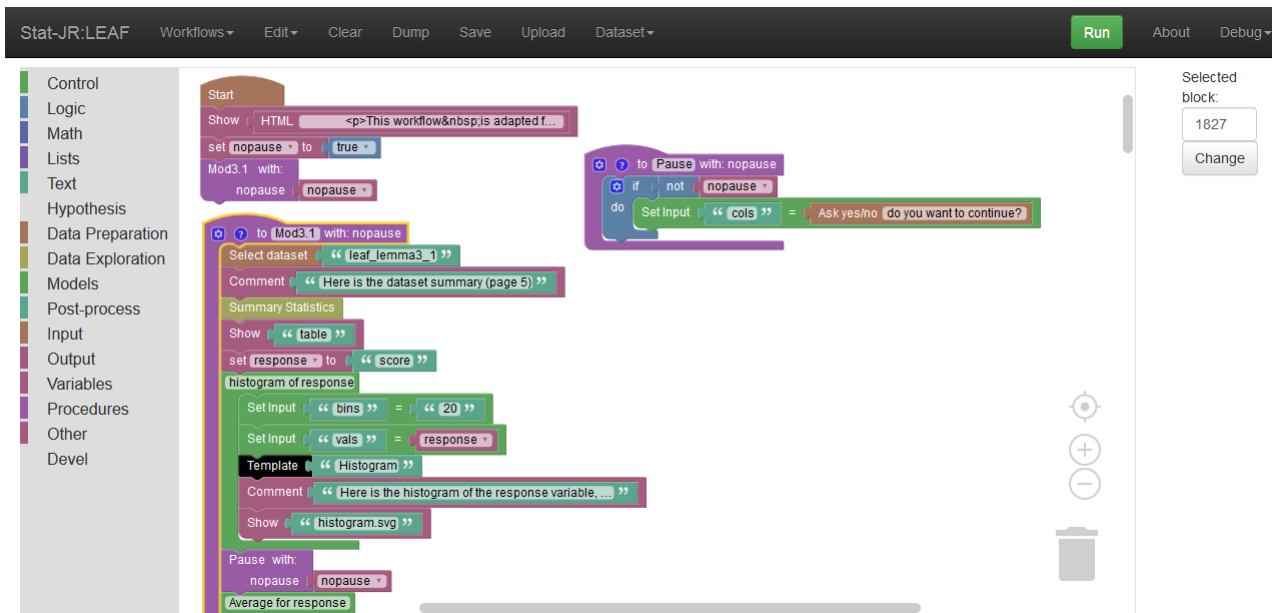 Stat-JR:LEAF Workflows Edit Clear Dump Save Upload Dataset Run About Debug
Control
Logic
Math
Lists
Text
Hypothesis
Data Preparation
Data Exploration
Models
Post-process
Input
Output
Variables
Procedures
Other
Devel
Start
Show HTML <p>This workflow&nbsp;is adapted f...
set nopause to true
Mod3.1 with:
nopause nopause
? to Mod3.1 with: nopause
Select dataset “ leaf_lemma3_1 ”
Comment “ Here is the dataset summary (page 5) ”
Summary Statistics
Show “ table ”
set response to “ score ”
histogram of response
Set Input “ bins ” = “ 20 ”
Set Input “ vals ” = response
Template “ Histogram ”
Comment “ Here is the histogram of the response variable, ... ”
Show “ histogram.svg ”
Pause with:
nopause nopause
Average for response
? to Pause with: nopause
if not nopause
do Set Input “ cols ” = Ask yes/no do you want to continue?
Selected
block:
1827
Change